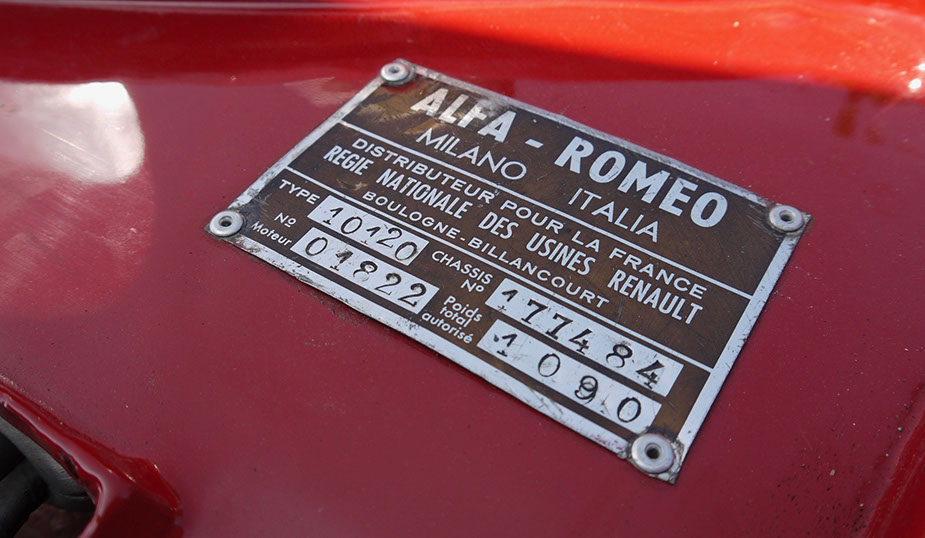 ALFA-ROMEO
MILANO ITALIA
DISTRIBUTEUR POUR LA FRANCE
REGIE NATIONALE DES USINES RENAULT
BOULOGNE-BILLANCOURT
TYPE 10120 CHASSIS Nº 177484
Nº Moteur 01822 Poids total autorisé 1090